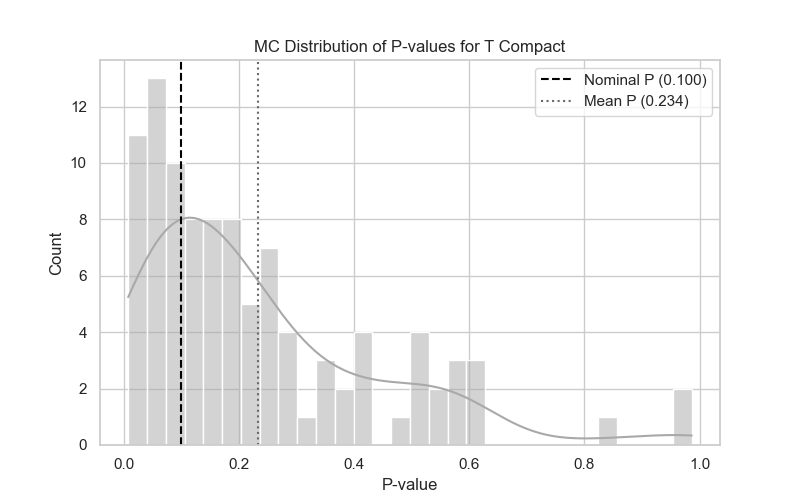 MC Distribution of P-values for T Compact
Nominal P (0.100)
Mean P (0.234)
Count
12
10
8
6
4
2
0
0.0 0.2 0.4 0.6 0.8 1.0
P-value